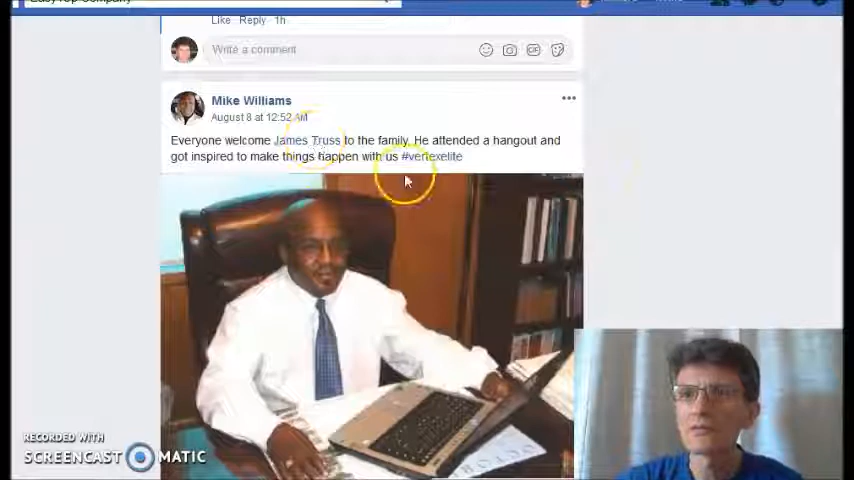 Like Reply 1h
Write a comment
GIF
Mike Williams
August 8 at 12:52 AM
Everyone welcome James Truss to the family. He attended a hangout and
got inspired to make things happen with us #vertexelite
RECORDED WITH
SCREENCAST MATIC